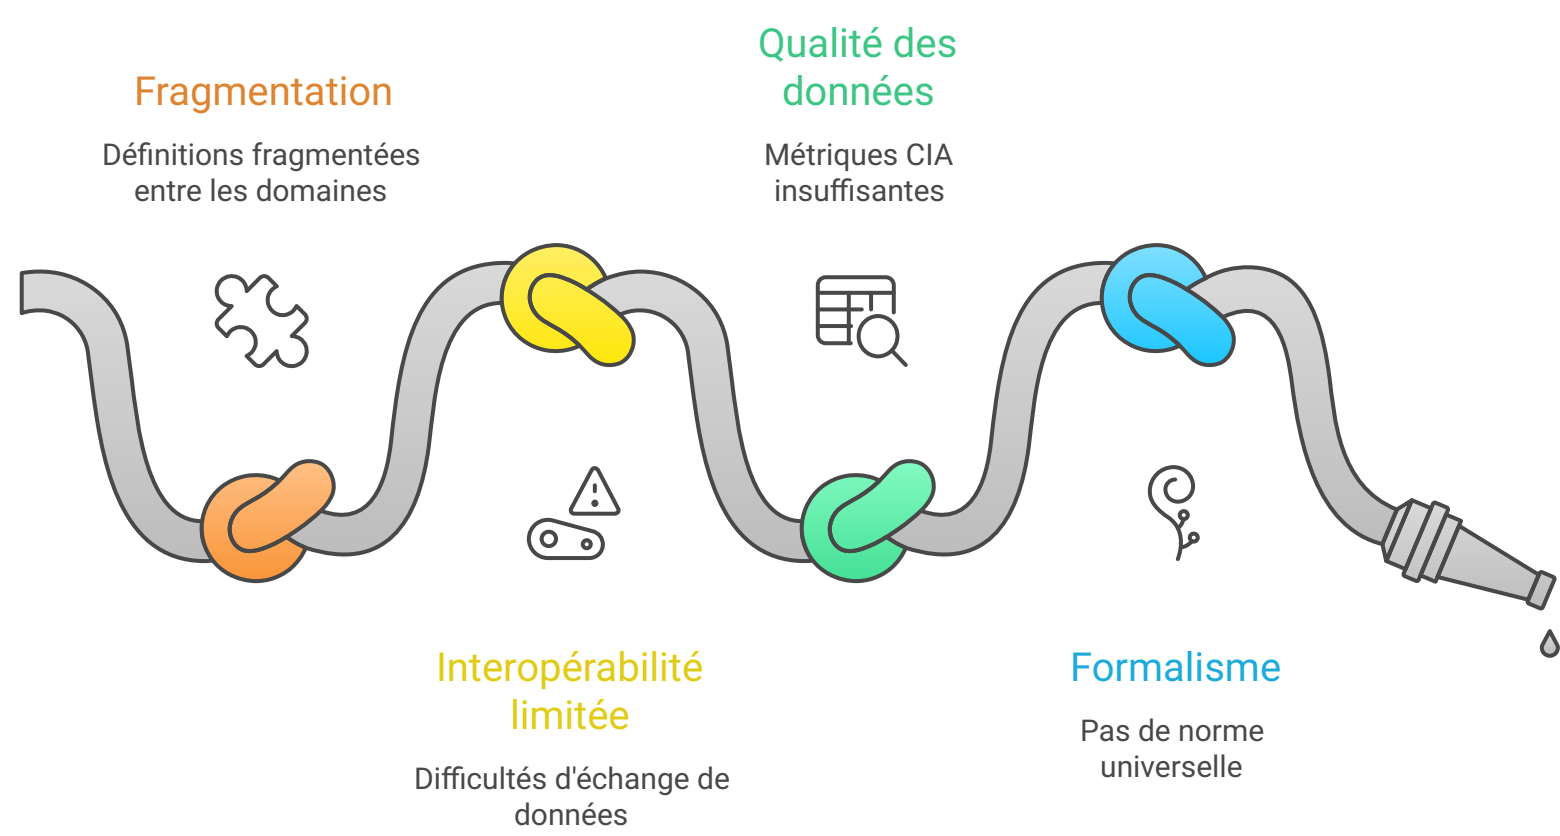 Fragmentation
Définitions fragmentées
entre les domaines
Interopérabilité
limitée
Difficultés d'échange de
données
Qualité des
données
Métriques CIA
insuffisantes
Formalisme
Pas de norme
universelle